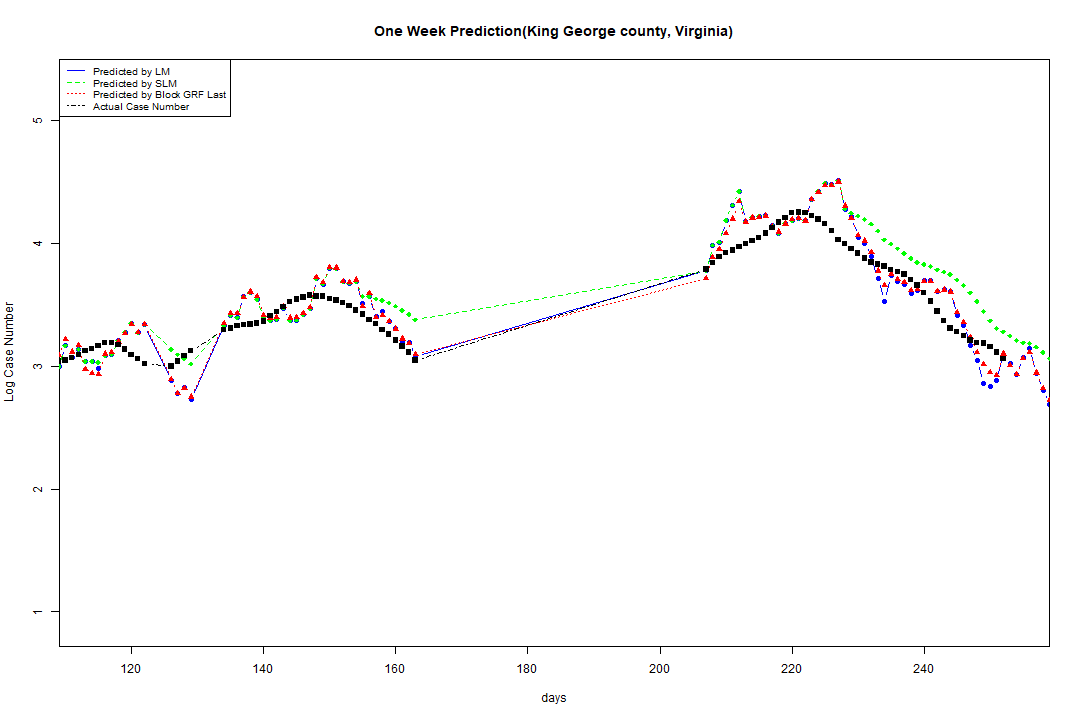 One Week Prediction(King George county, Virginia)
Predicted by LM
Predicted by SLM
Predicted by Block GRF Last
Actual Case Number
5
4
3
2
1
Log Case Number
120 140 160 180 200 220 240
days